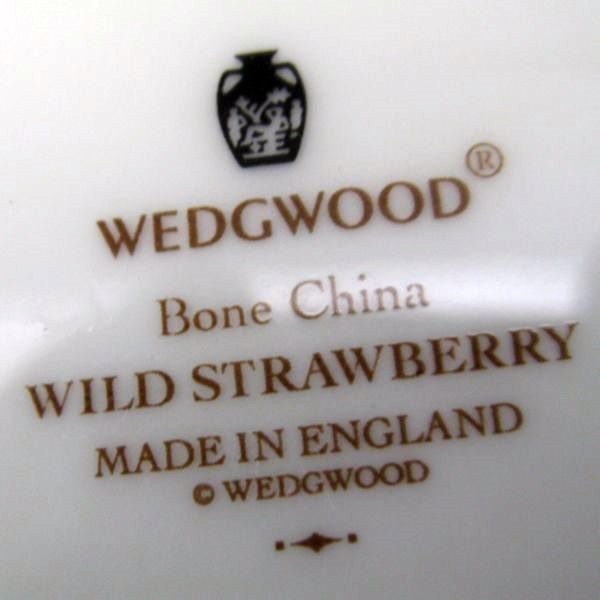 WEDGWOOD®
Bone China
WILD STRAWBERRY
MADE IN ENGLAND
© WEDGWOOD